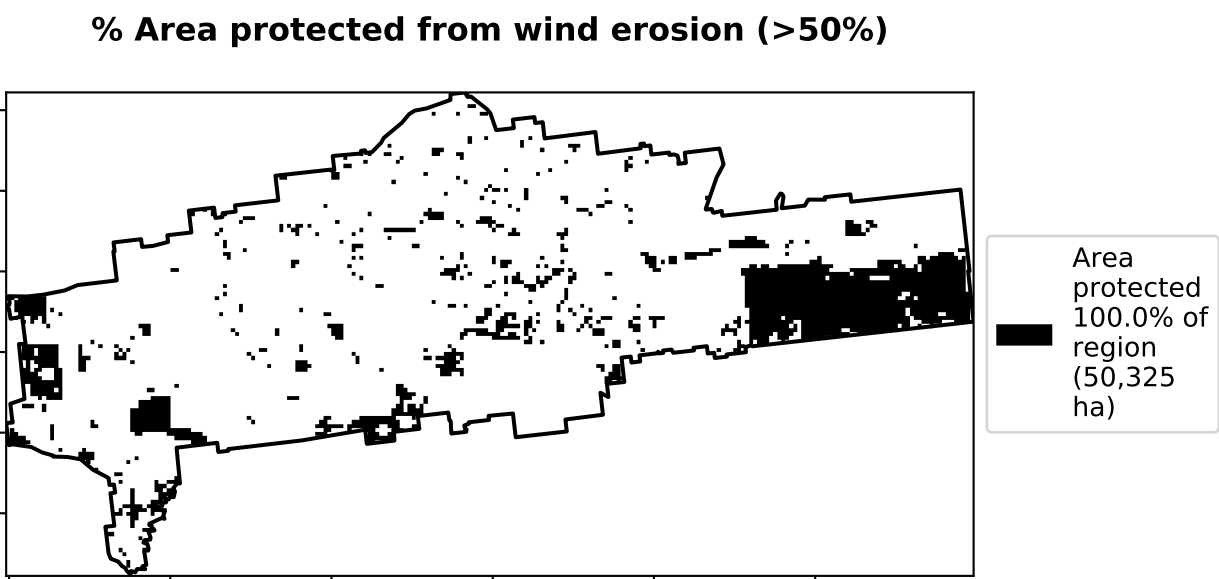 % Area protected from wind erosion (>50%)
Area
protected
100.0% of
region
(50,325
ha)